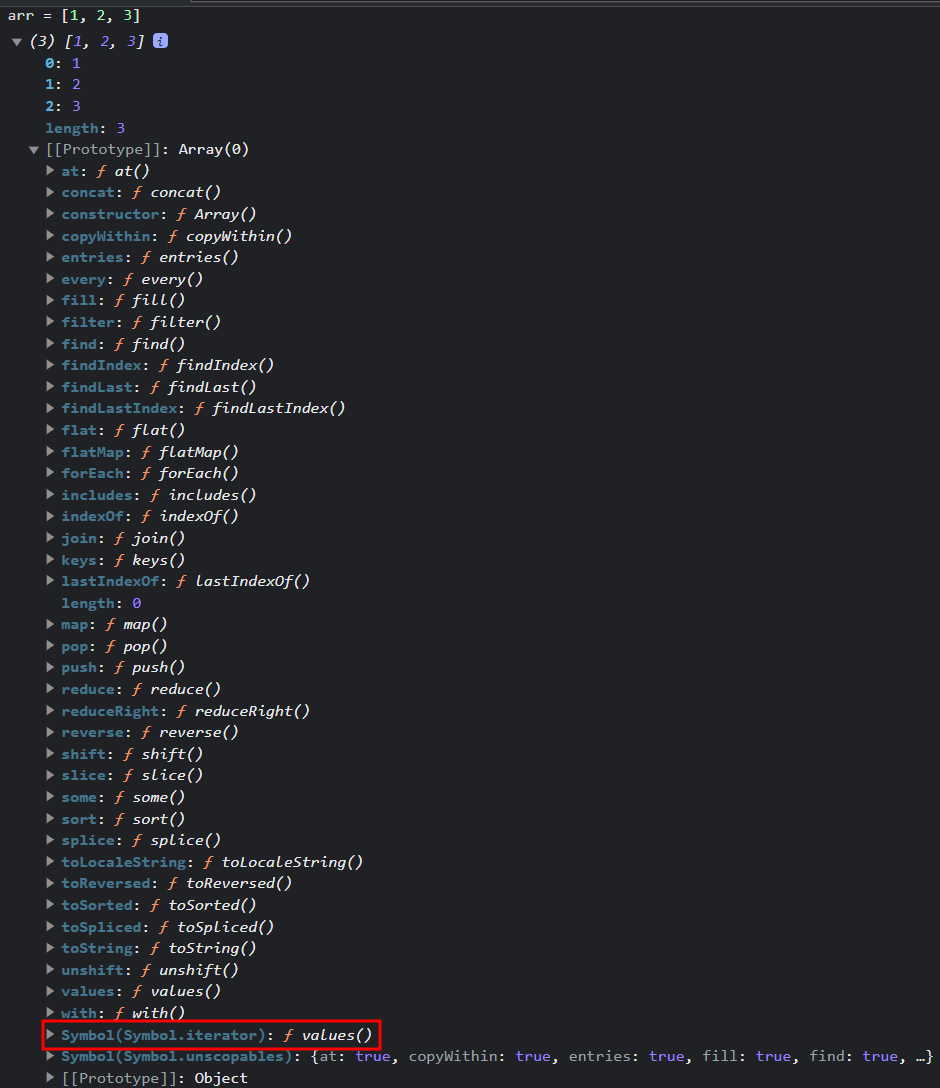 arr = [1, 2, 3]
(3) [1, 2, 3] i
0: 1
1: 2
2: 3
length: 3
[[Prototype]]: Array(0)
at: ƒ at()
concat: ƒ concat()
constructor: ƒ Array()
copyWithin: ƒ copyWithin()
entries: ƒ entries()
every: ƒ every()
fill: ƒ fill()
filter: ƒ filter()
find: ƒ find()
findIndex: ƒ findIndex()
findLast: ƒ findLast()
findLastIndex: ƒ findLastIndex()
flat: ƒ flat()
flatMap: ƒ flatMap()
forEach: ƒ forEach()
includes: ƒ includes()
indexOf: ƒ indexOf()
join: ƒ join()
keys: ƒ keys()
lastIndexOf: ƒ lastIndexOf()
length: 0
map: ƒ map()
pop: ƒ pop()
push: ƒ push()
reduce: ƒ reduce()
reduceRight: ƒ reduceRight()
reverse: ƒ reverse()
shift: ƒ shift()
slice: ƒ slice()
some: ƒ some()
sort: ƒ sort()
splice: ƒ splice()
toLocaleString: ƒ toLocaleString()
toReversed: ƒ toReversed()
toSorted: ƒ toSorted()
toSpliced: ƒ toSpliced()
toString: ƒ toString()
unshift: ƒ unshift()
values: ƒ values()
with: ƒ with()
Symbol(Symbol.iterator): ƒ values()
Symbol(Symbol.unscopables): {at: true, copyWithin: true, entries: true, fill: true, find: true, …}
[[Prototype]]: Object